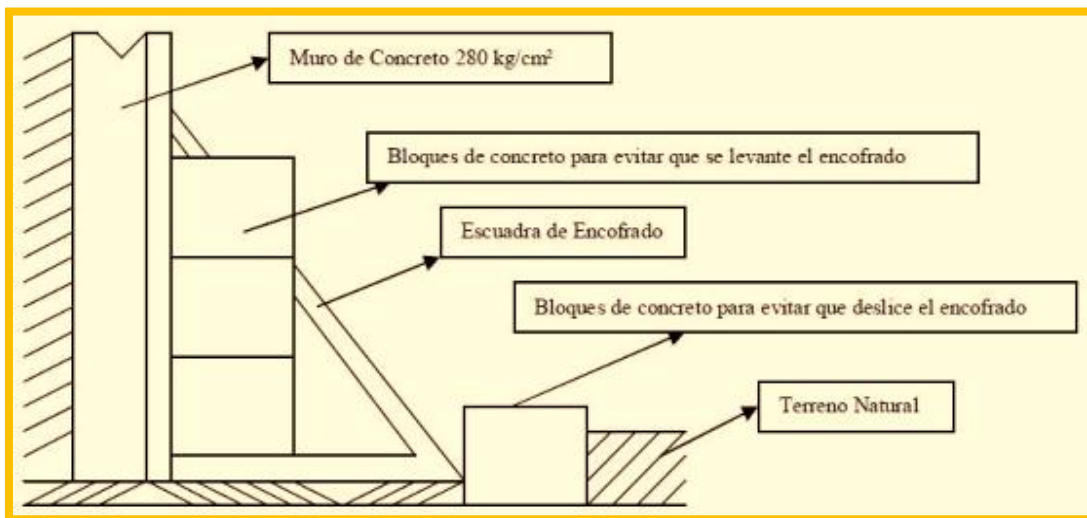 Muro de Concreto 280 kg/cm²
Bloques de concreto para evitar que se levante el encofrado
Escuadra de Encofrado
Bloques de concreto para evitar que deslice el encofrado
Terreno Natural